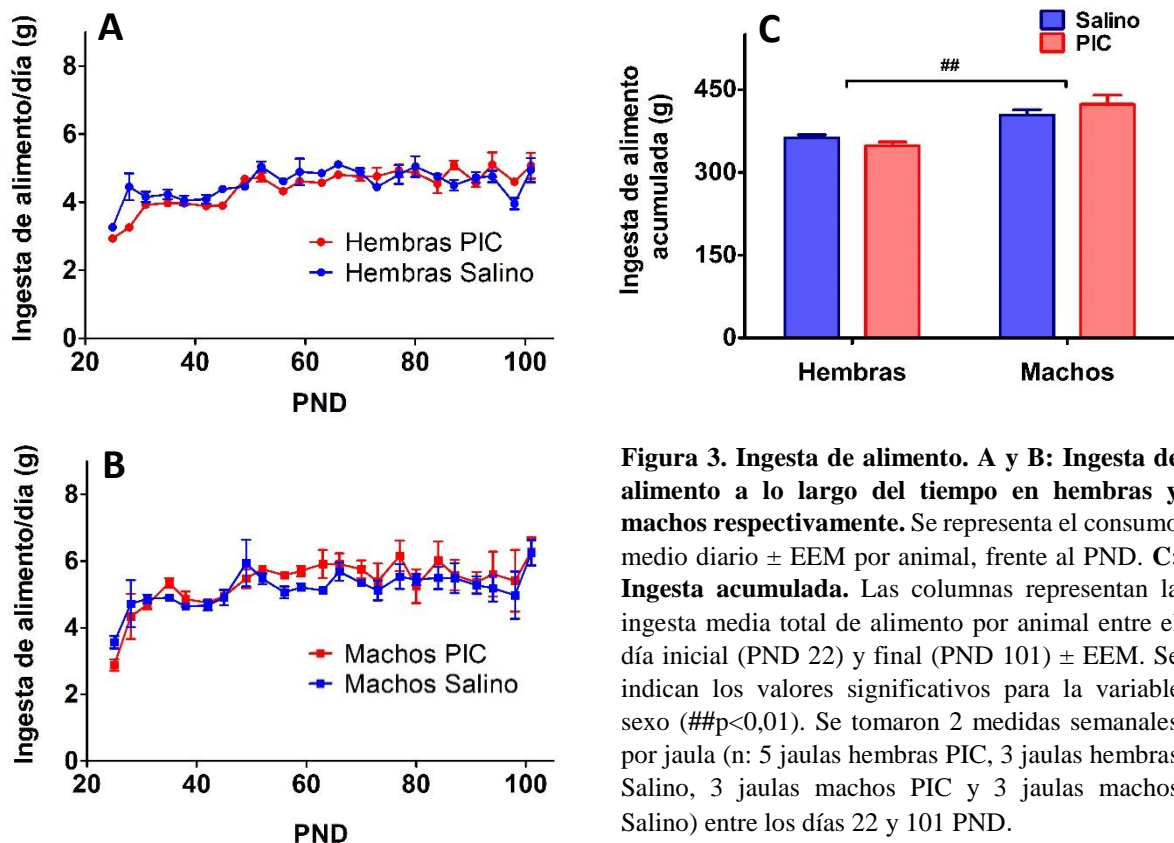 A
Ingesta de alimento/día (g)
8
6
4
2
0
Hembras PIC
Hembras Salino
20
40
60
80
100
PND
C
Salino
PIC
##
Ingesta de alimento
acumulada (g)
450
300
150
0
Hembras
Machos
B
Ingesta de alimento/día (g)
8
6
4
2
0
Machos PIC
Machos Salino
20
40
60
80
100
PND
Figura 3. Ingesta de alimento. A y B: Ingesta de
alimento a lo largo del tiempo en hembras y
machos respectivamente. Se representa el consumo
medio diario ± EEM por animal, frente al PND. C:
Ingesta acumulada. Las columnas representan la
ingesta media total de alimento por animal entre el
día inicial (PND 22) y final (PND 101) ± EEM. Se
indican los valores significativos para la variable
sexo (##p<0,01). Se tomaron 2 medidas semanales
por jaula (n: 5 jaulas hembras PIC, 3 jaulas hembras
Salino, 3 jaulas machos PIC y 3 jaulas machos
Salino) entre los días 22 y 101 PND.